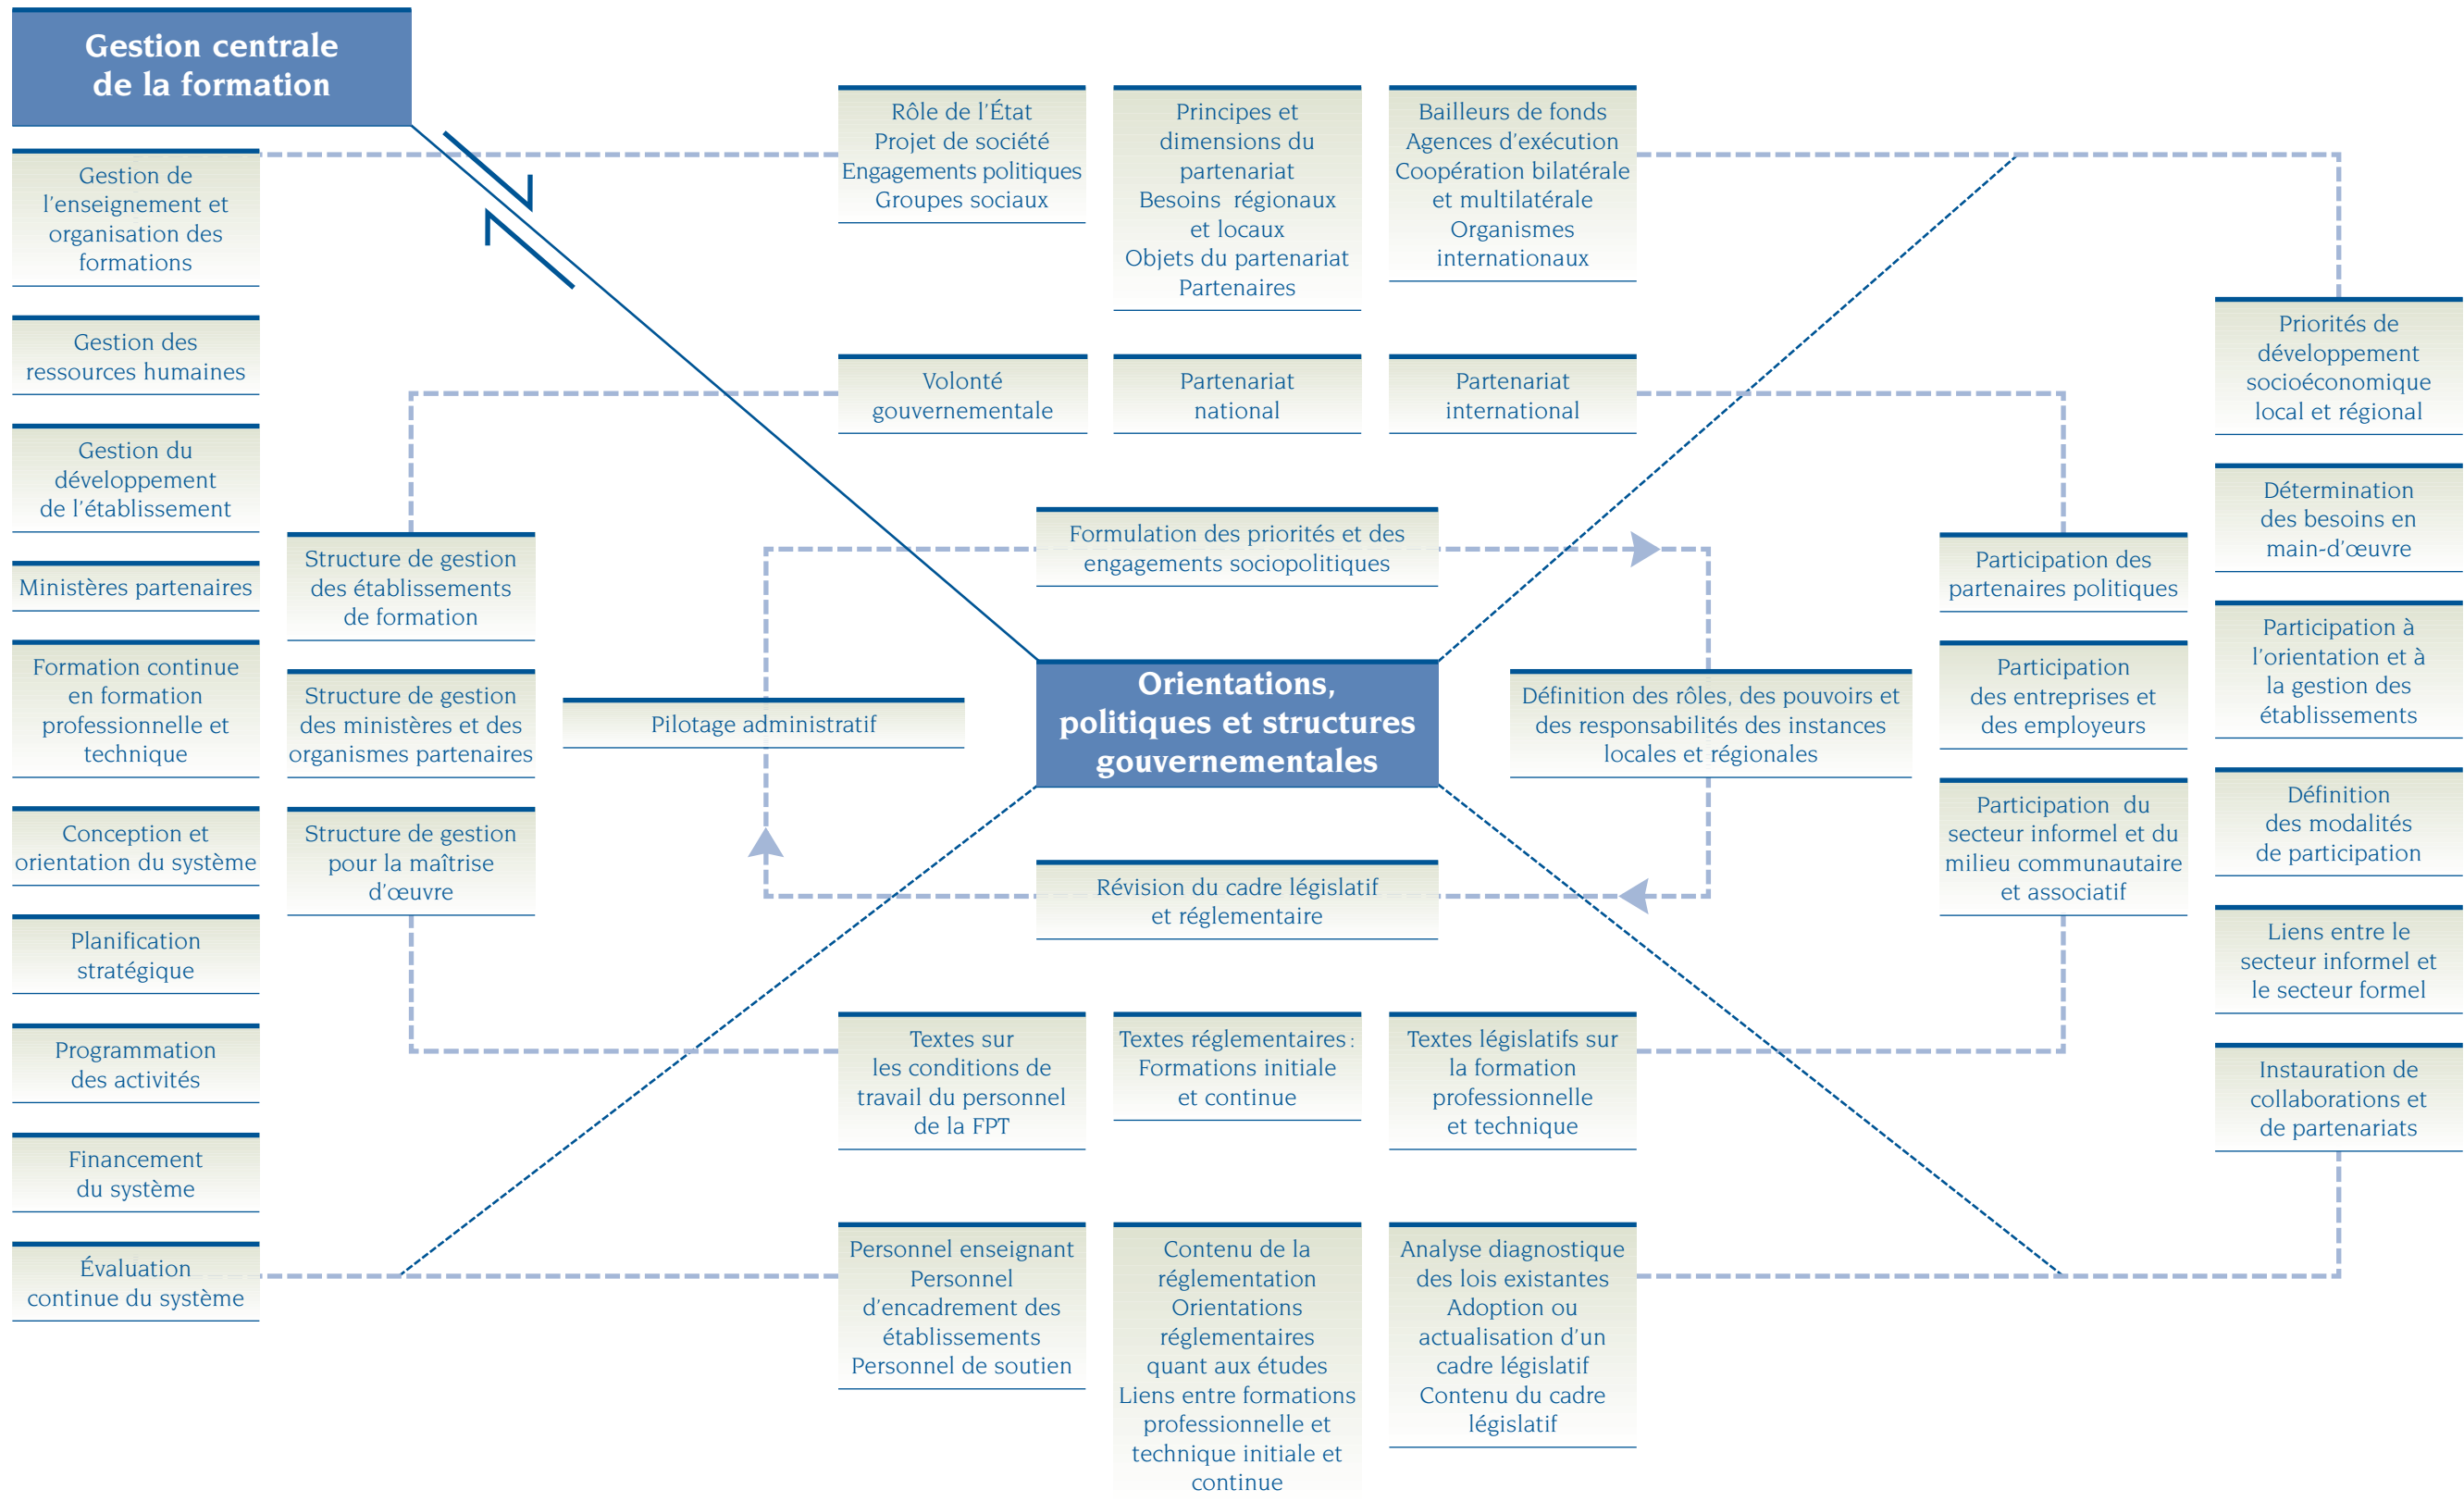 Gestion centrale
de la formation
Rôle de l'État
Projet de société
Engagements politiques
Groupes sociaux
Principes et
dimensions du
partenariat
Besoins régionaux
et locaux
Objets du partenariat
Partenaires
Bailleurs de fonds
Agences d'exécution
Coopération bilatérale
et multilatérale
Organismes
internationaux
Gestion de
l'enseignement et
organisation des
formations
Gestion des
ressources humaines
Gestion du
développement
de l'établissement
Ministères partenaires
Formation continue
en formation
professionnelle et
technique
Conception et
orientation du système
Planification
stratégique
Programmation
des activités
Financement
du système
Évaluation
continue du système
Structure de gestion
des établissements
de formation
Structure de gestion
des ministères et des
organismes partenaires
Structure de gestion
pour la maîtrise
d'œuvre
Volonté
gouvernementale
Partenariat
national
Partenariat
international
Formulation des priorités et des
engagements sociopolitiques
Pilotage administratif
Orientations,
politiques et structures
gouvernementales
Définition des rôles, des pouvoirs et
des responsabilités des instances
locales et régionales
Révision du cadre législatif
et réglementaire
Participation des
partenaires politiques
Participation
des entreprises et
des employeurs
Participation du
secteur informel et du
milieu communautaire
et associatif
Priorités de
développement
socioéconomique
local et régional
Détermination
des besoins en
main-d'œuvre
Participation à
l'orientation et à
la gestion des
établissements
Définition
des modalités
de participation
Liens entre le
secteur informel et
le secteur formel
Instauration de
collaborations et
de partenariats
Textes sur
les conditions de
travail du personnel
de la FPT
Textes réglementaires :
Formations initiale
et continue
Textes législatifs sur
la formation
professionnelle
et technique
Personnel enseignant
Personnel
d'encadrement des
établissements
Personnel de soutien
Contenu de la
réglementation
Orientations
réglementaires
quant aux études
Liens entre formations
professionnelle et
technique initiale et
continue
Analyse diagnostique
des lois existantes
Adoption ou
actualisation d'un
cadre législatif
Contenu du cadre
législatif